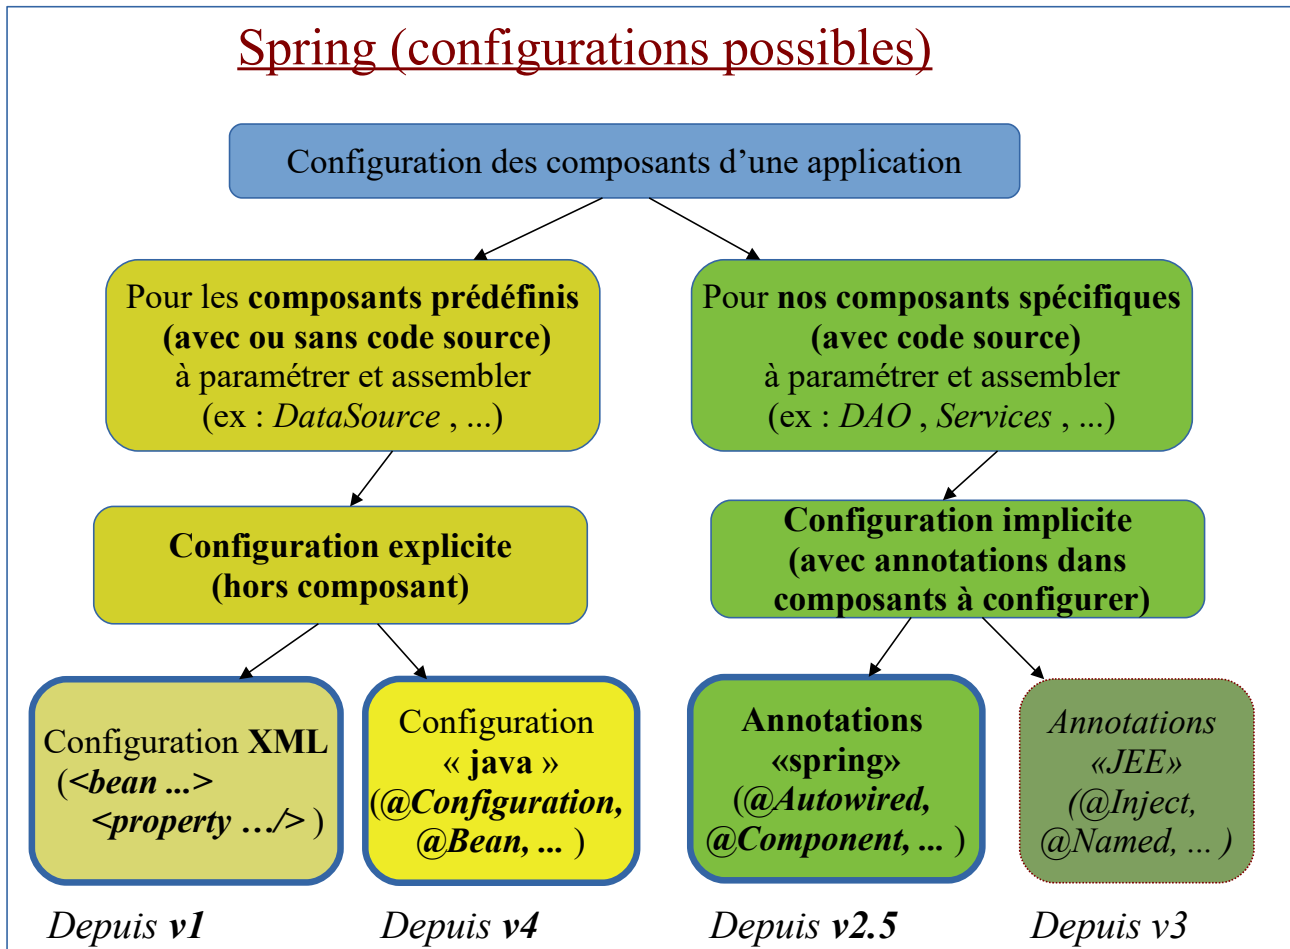 Spring (configurations possibles)
Configuration des composants d’une application
Pour les composants prédéfinis
(avec ou sans code source)
à paramétrer et assembler
(ex : DataSource , ...)
Pour nos composants spécifiques
(avec code source)
à paramétrer et assembler
(ex : DAO , Services , ...)
Configuration explicite
(hors composant)
Configuration implicite
(avec annotations dans
composants à configurer)
Configuration XML
(<bean ...>
<property …/> )
Configuration
« java »
(@Configuration,
@Bean, ... )
Annotations
«spring»
(@Autowired,
@Component, ... )
Annotations
«JEE»
(@Inject,
@Named, ... )
Depuis v1
Depuis v4
Depuis v2.5
Depuis v3